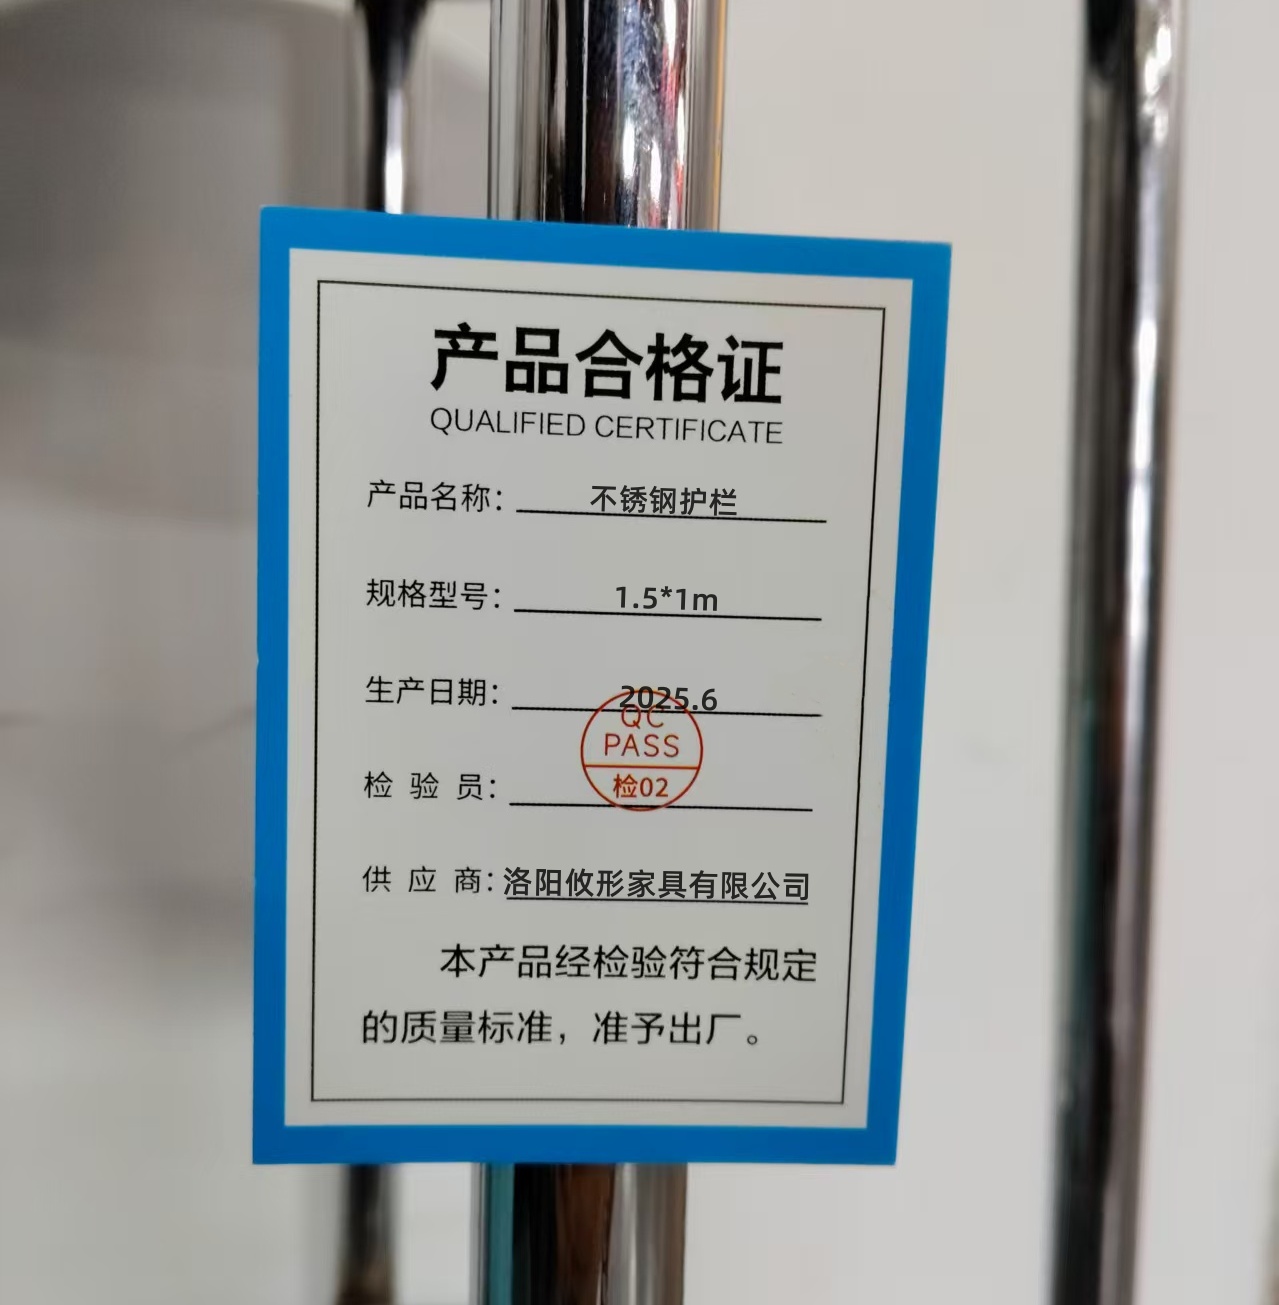 产品合格证
QUALIFIED CERTIFICATE
产品名称： 不锈钢护栏
规格型号： 1.5*1m
生产日期： 2025.6
QC
PASS
检验员： 检02
供应商：洛阳攸形家具有限公司
本产品经检验符合规定
的质量标准，准予出厂。